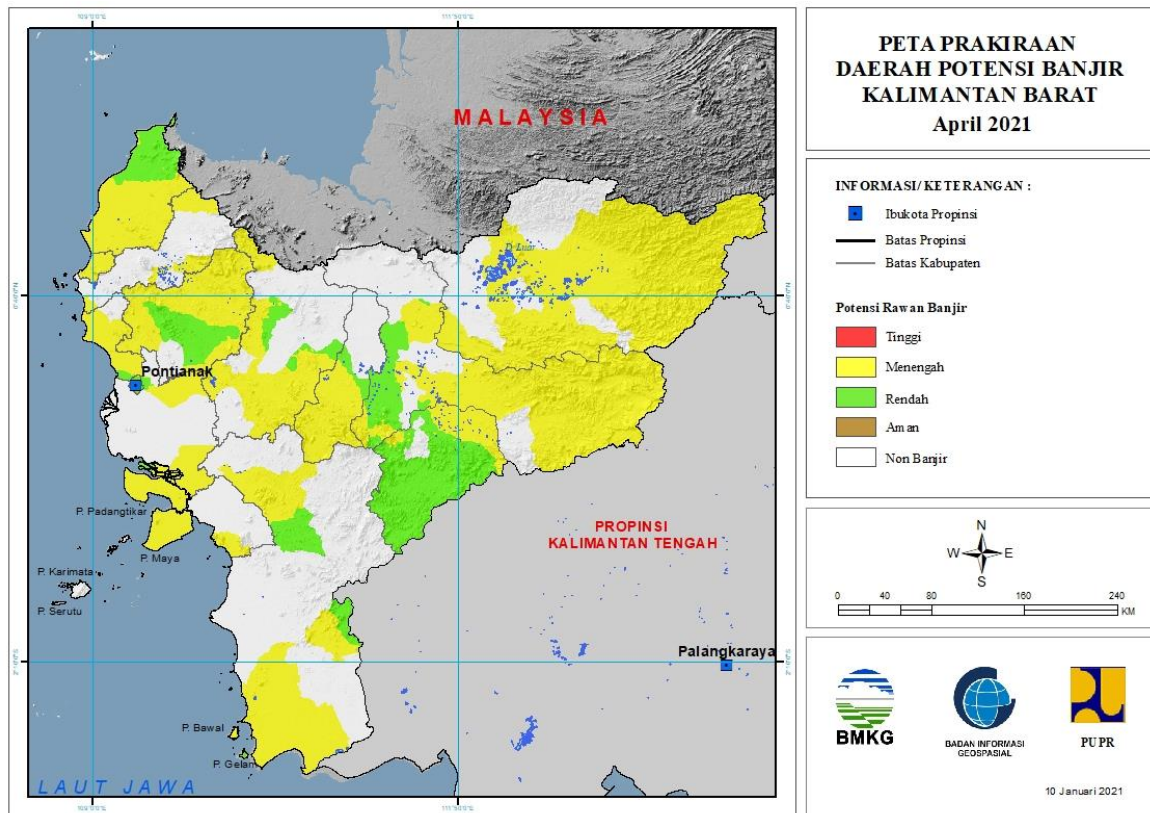 PETA PRAKIRAAN
DAERAH POTENSI BANJIR
KALIMANTAN BARAT
April 2021
INFORMASI/ KETERANGAN :
Ibukota Propinsi
Batas Propinsi
Batas Kabupaten
Potensi Rawan Banjir
Tinggi
Menengah
Rendah
Aman
Non Banjir
N
W E
S
0 40 80 160 240
KM
BMKG
BADAN INFORMASI
GEOSPASIAL
PUPR
10 Januari 2021
MALAYSIA
D. Luar
Pontianak
P. Padangtikar
P. Maya
P. Karimata
P. Serutu
PROPINSI
KALIMANTAN TENGAH
Palangkaraya
P. Bawal
P. Gelam
LAUT JAWA